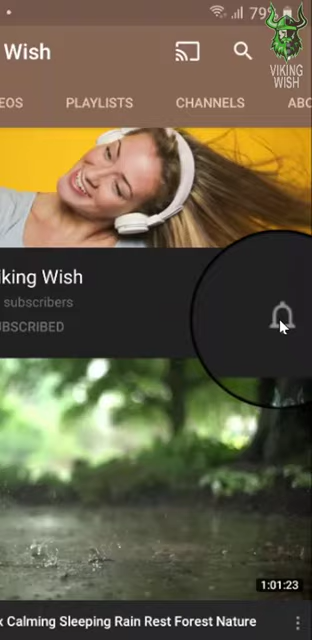 79
VIKING
WISH
Wish
EOS PLAYLISTS CHANNELS ABO
iking Wish
subscribers
UBSCRIBED
1:01:23
x Calming Sleeping Rain Rest Forest Nature